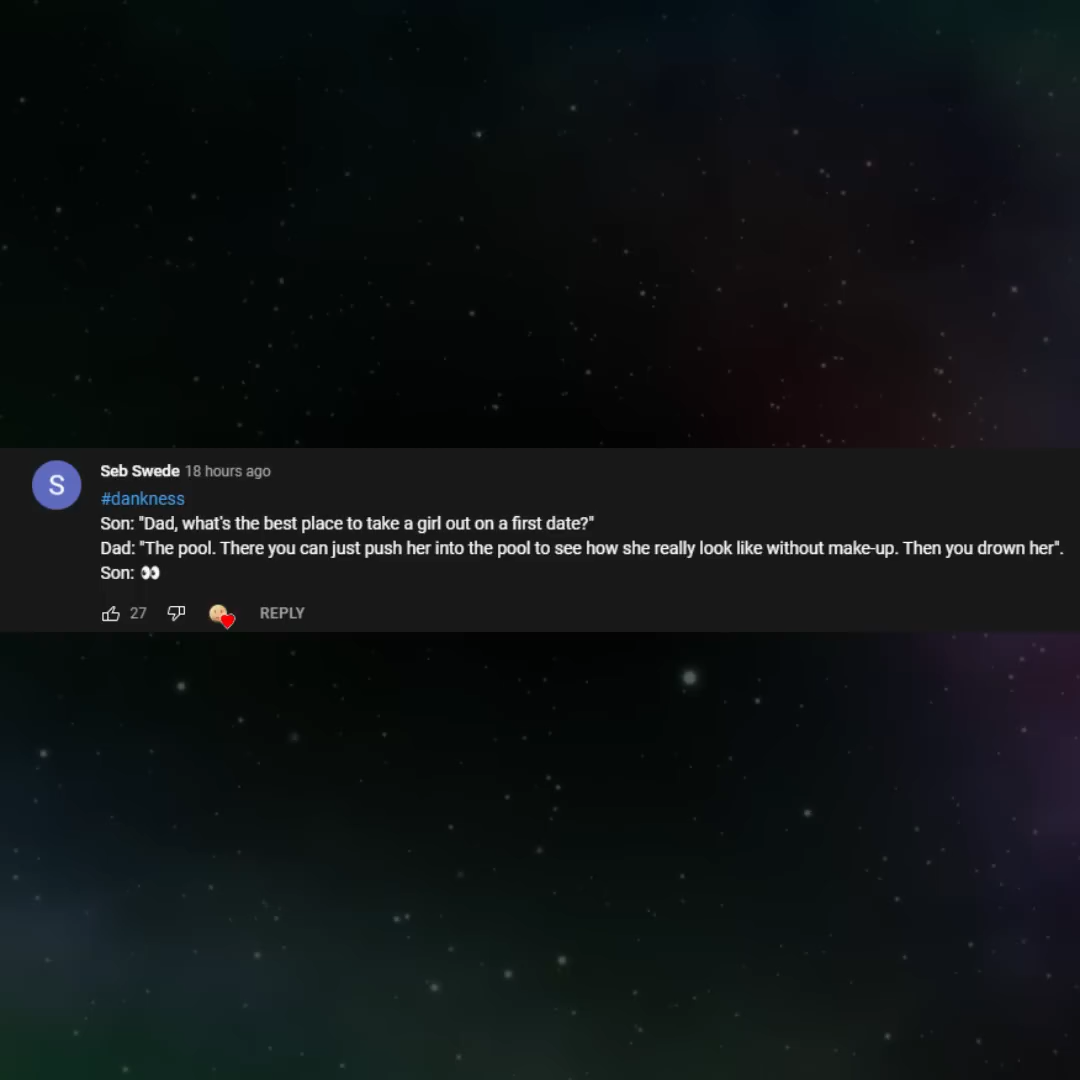 S
Seb Swede 18 hours ago
#dankness
Son: "Dad, what's the best place to take a girl out on a first date?"
Dad: "The pool. There you can just push her into the pool to see how she really look like without make-up. Then you drown her".
Son: 👀
27 REPLY